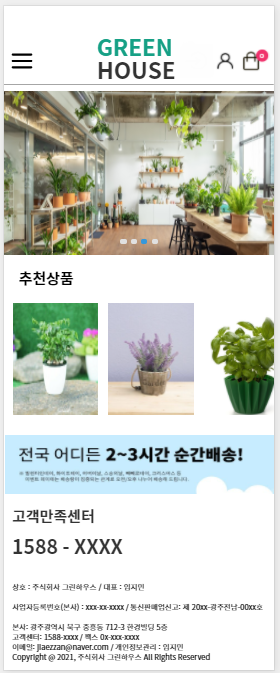 GREEN
HOUSE
추천상품
전국 어디든 2~3시간 순간배송!
고객만족센터
1588 - XXXX
상호 : 주식회사 그린하우스 / 대표 : 임지민
사업자등록번호(본사) : xxx-xx-xxxx / 통신판매업신고: 제 20xx-광주전남-00xx호
본사: 광주광역시 북구 중흥동 712-3 한경빌딩 5층
고객센터: 1588-xxxx / 팩스 0x-xxx-xxxx
이메일: jiaezzan@naver.com / 개인정보관리 : 임지민
Copyright @ 2021, 주식회사 그린하우스 All Rights Reserved